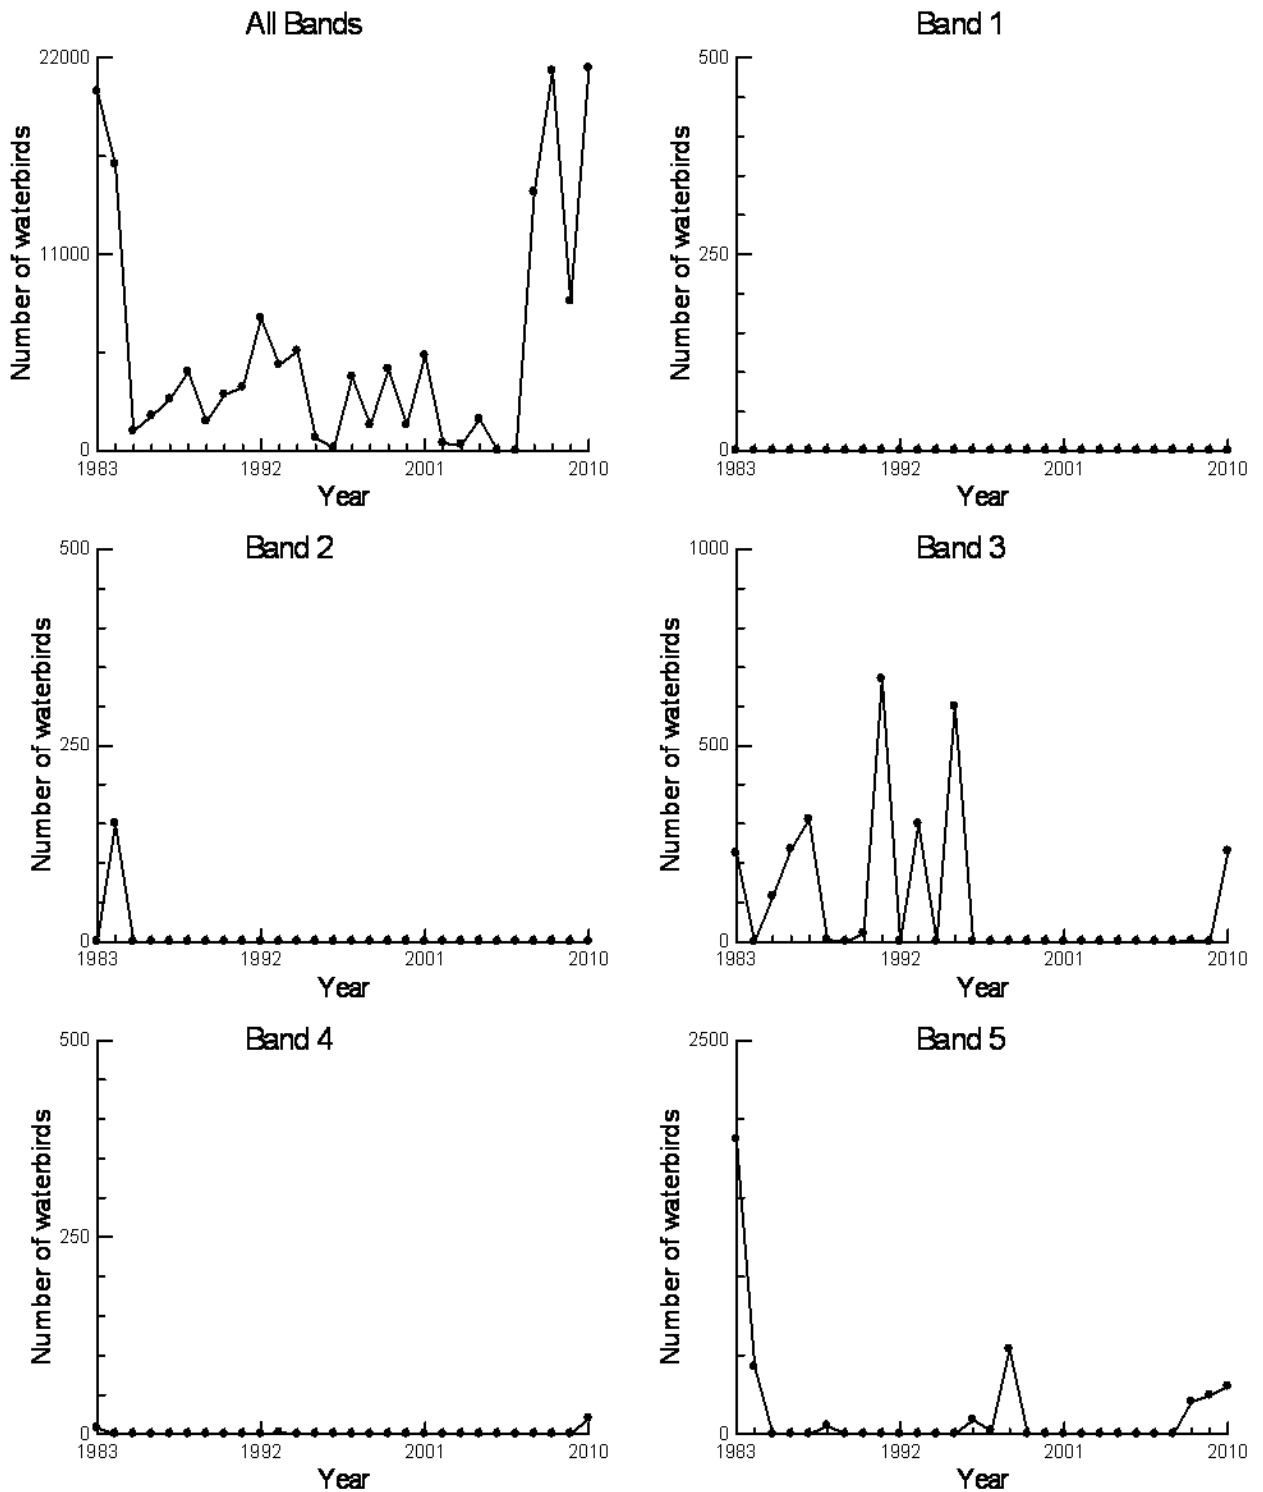 All Bands
22000
11000
0
Number of waterbirds
1983 1992 2001 2010
Year
Band 1
500
250
0
Number of waterbirds
1983 1992 2001 2010
Year
Band 2
500
250
0
Number of waterbirds
1983 1992 2001 2010
Year
Band 3
1000
500
0
Number of waterbirds
1983 1992 2001 2010
Year
Band 4
500
250
0
Number of waterbirds
1983 1992 2001 2010
Year
Band 5
2500
0
Number of waterbirds
1983 1992 2001 2010
Year